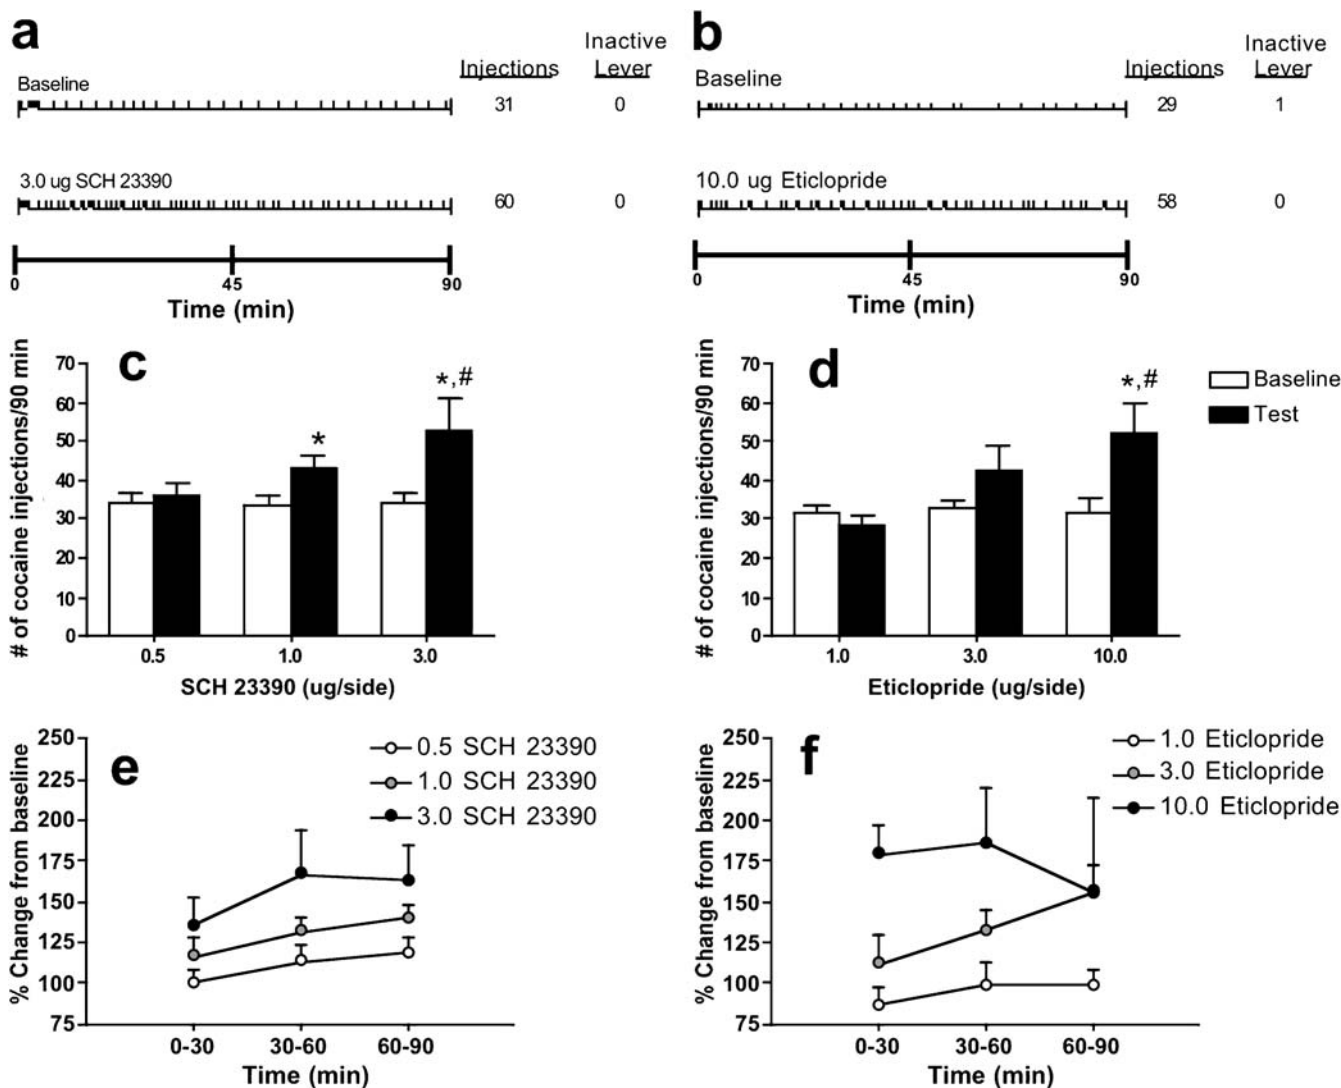 a
Inactive
Injections Lever
Baseline
31 0
3.0 ug SCH 23390
60 0
0 45 90
Time (min)
b
Inactive
Injections Lever
Baseline
29 1
10.0 ug Eticlopride
58 0
0 45 90
Time (min)
c
# of cocaine injections/90 min
70
60
50
40
30
20
10
0
*
*,#
0.5 1.0 3.0
SCH 23390 (ug/side)
d
# of cocaine injections/90 min
70
60
50
40
30
20
10
0
*,#
Baseline
Test
1.0 3.0 10.0
Eticlopride (ug/side)
e
% Change from baseline
250
225
200
175
150
125
100
75
0.5 SCH 23390
1.0 SCH 23390
3.0 SCH 23390
0-30 30-60 60-90
Time (min)
f
% Change from baseline
250
225
200
175
150
125
100
75
1.0 Eticlopride
3.0 Eticlopride
10.0 Eticlopride
0-30 30-60 60-90
Time (min)